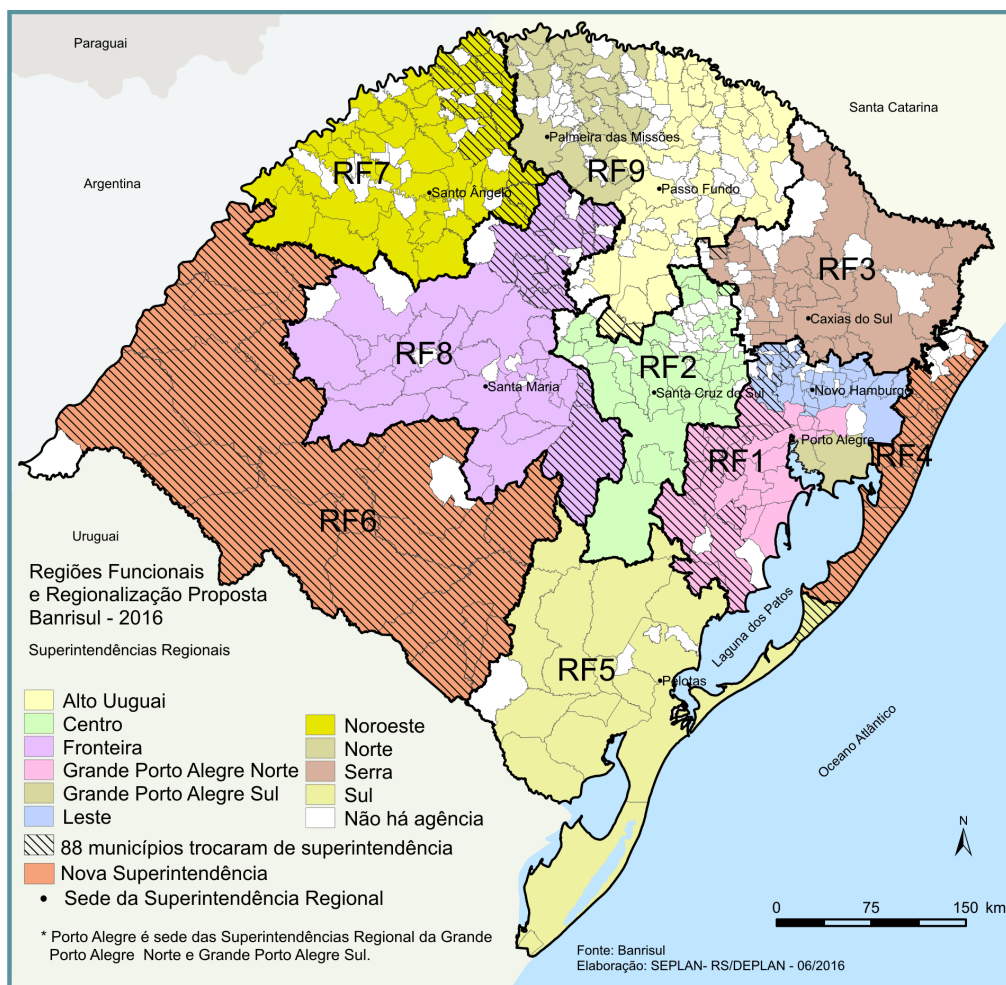 Paraguai
Santa Catarina
Argentina
Uruguai
RF7
Santo Ângelo
Palmeira das Missões
RF9
Passo Fundo
RF3
Caxias do Sul
RF8
Santa Maria
RF2
Santa Cruz do Sul
Novo Hamburgo
Porto Alegre
RF1
RF4
RF6
RF5
Pelotas
Laguna dos Patos
Oceano Atlântico
Regiões Funcionais
e Regionalização Proposta
Banrisul - 2016
Superintendências Regionais
Alto Uuguai
Centro
Fronteira
Grande Porto Alegre Norte
Grande Porto Alegre Sul
Leste
Noroeste
Norte
Serra
Sul
Não há agência
88 municípios trocaram de superintendência
Nova Superintendência
Sede da Superintendência Regional
* Porto Alegre é sede das Superintendências Regional da Grande
Porto Alegre Norte e Grande Porto Alegre Sul.
N
0 75 150 km
Fonte: Banrisul
Elaboração: SEPLAN- RS/DEPLAN - 06/2016